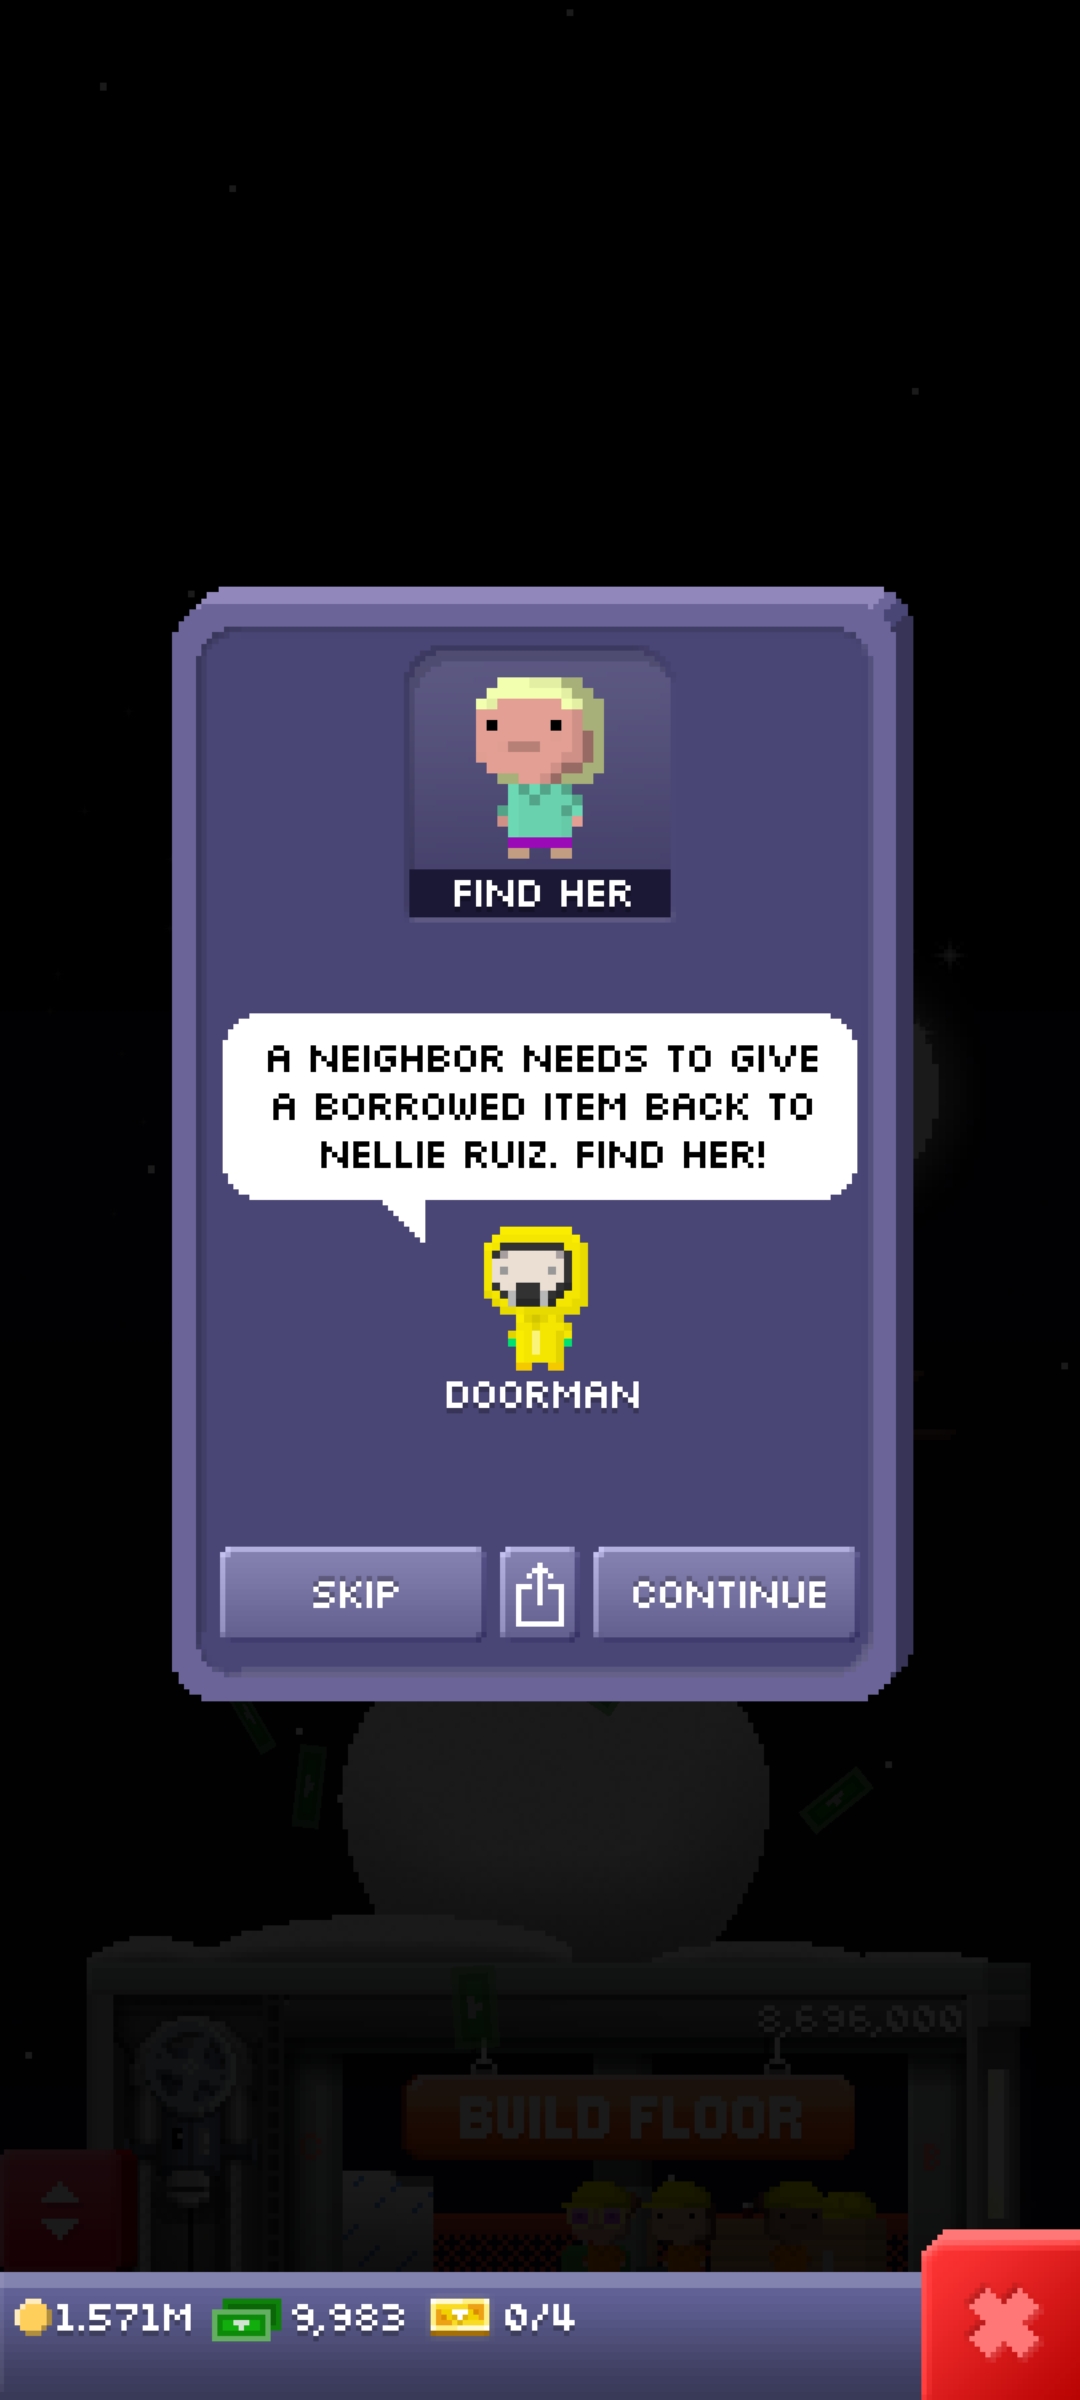 FIND HER
A NEIGHBOR NEEDS TO GIVE
A BORROWED ITEM BACK TO
NELLIE RUIZ. FIND HER!
DOORMAN
SKIP
CONTINUE
8,696,000
BUILD FLOOR
1.571M
9,983
0/4